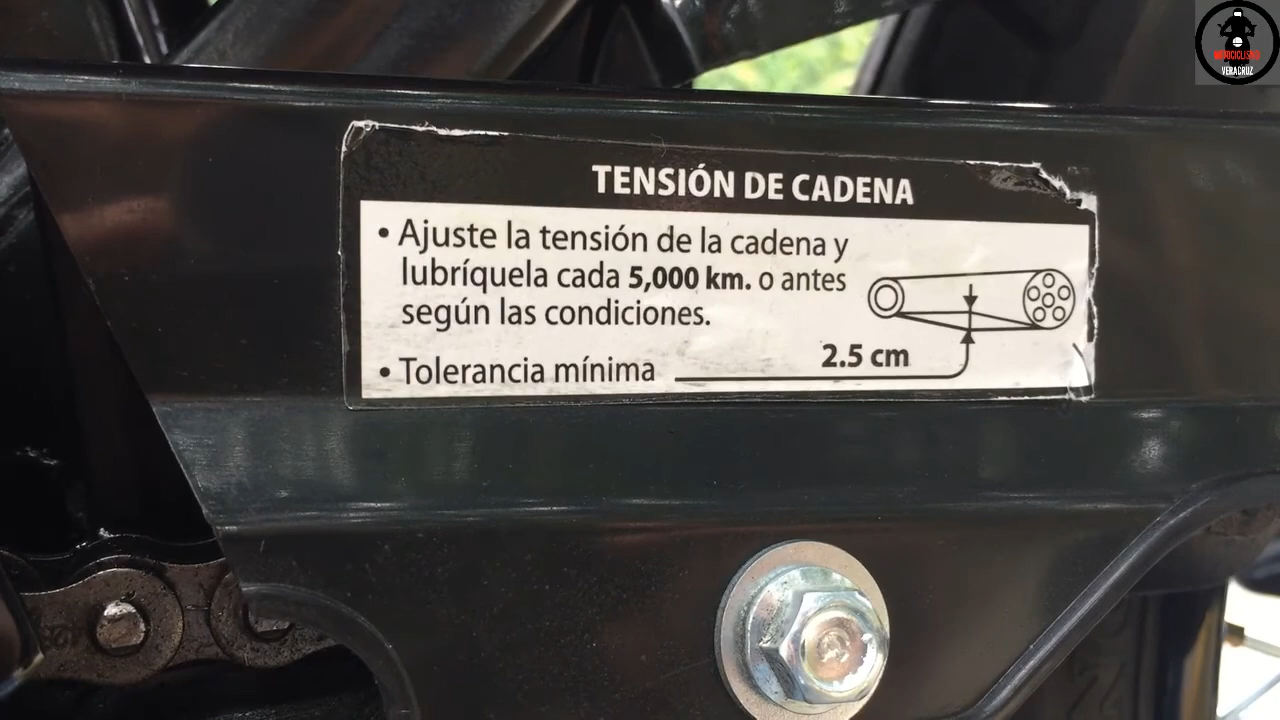 MOTOCICLISMO
VERACRUZ
TENSIÓN DE CADENA
• Ajuste la tensión de la cadena y
lubríquela cada 5,000 km. o antes
según las condiciones.
2.5 cm
• Tolerancia mínima